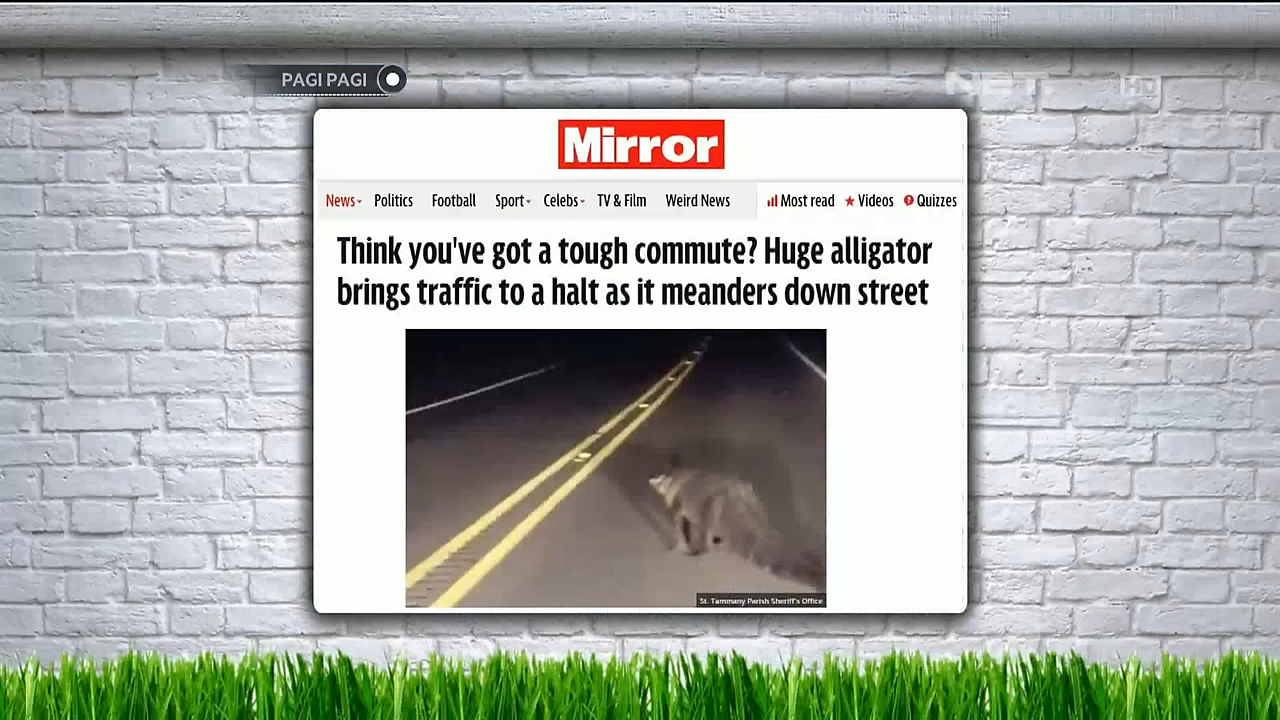 PAGI PAGI
NET.
HD
Mirror
News Politics Football Sport Celebs TV & Film Weird News Most read Videos Quizzes
Think you've got a tough commute? Huge alligator
brings traffic to a halt as it meanders down street
St. Tammany Parish Sheriff's Office